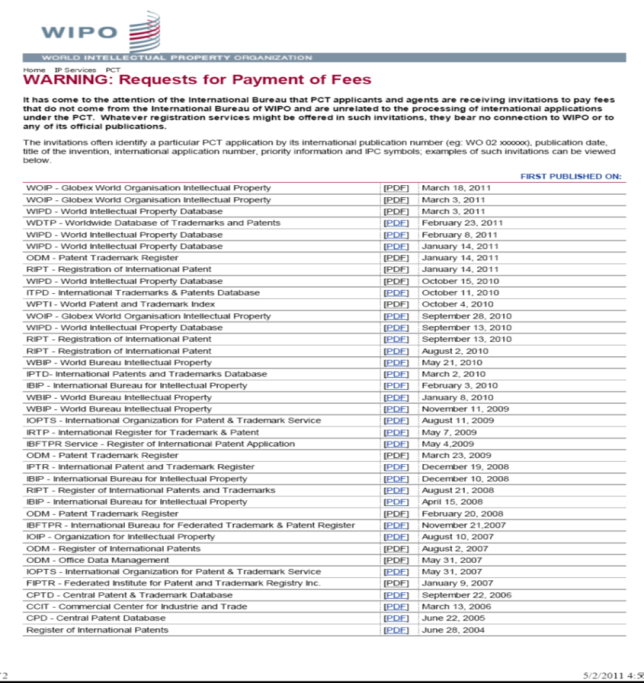 WIPO
WORLD INTELLECTUAL PROPERTY ORGANIZATION
Home IP Services PCT
WARNING: Requests for Payment of Fees
It has come to the attention of the International Bureau that PCT applicants and agents are receiving invitations to pay fees
that do not come from the International Bureau of WIPO and are unrelated to the processing of international applications
under the PCT. Whatever registration services might be offered in such invitations, they bear no connection to WIPO or to
any of its official publications.
The invitations often identify a particular PCT application by its international publication number (eg: WO 02 xxxxxx), publication date,
title of the invention, international application number, priority information and IPC symbols; examples of such invitations can be viewed
below.
FIRST PUBLISHED ON:
WOIP - Globex World Organisation Intellectual Property [PDF] March 18, 2011
WOIP - Globex World Organisation Intellectual Property [PDF] March 3, 2011
WIPD - World Intellectual Property Database [PDF] March 3, 2011
WDTP - Worldwide Database of Trademarks and Patents [PDF] February 23, 2011
WIPD - World Intellectual Property Database [PDF] February 8, 2011
WIPD - World Intellectual Property Database [PDF] January 14, 2011
ODM - Patent Trademark Register [PDF] January 14, 2011
RIPT - Registration of International Patent [PDF] January 14, 2011
WIPD - World Intellectual Property Database [PDF] October 15, 2010
ITPD - International Trademarks & Patents Database [PDF] October 11, 2010
WPTI - World Patent and Trademark Index [PDF] October 4, 2010
WOIP - Globex World Organisation Intellectual Property [PDF] September 28, 2010
WIPD - World Intellectual Property Database [PDF] September 13, 2010
RIPT - Registration of International Patent [PDF] September 13, 2010
RIPT - Registration of International Patent [PDF] August 2, 2010
WBIP - World Bureau Intellectual Property [PDF] May 21, 2010
IPTD- International Patents and Trademarks Database [PDF] March 2, 2010
IBIP - International Bureau for Intellectual Property [PDF] February 3, 2010
WBIP - World Bureau Intellectual Property [PDF] January 8, 2010
WBIP - World Bureau Intellectual Property [PDF] November 11, 2009
IOPTS - International Organization for Patent & Trademark Service [PDF] August 11, 2009
IRTP - International Register for Trademark & Patent [PDF] May 7, 2009
IBFTPR Service - Register of International Patent Application [PDF] May 4,2009
ODM - Patent Trademark Register [PDF] March 23, 2009
IPTR - International Patent and Trademark Register [PDF] December 19, 2008
IBIP - International Bureau for Intellectual Property [PDF] December 10, 2008
RIPT - Register of International Patents and Trademarks [PDF] August 21, 2008
IBIP - International Bureau for Intellectual Property [PDF] April 15, 2008
ODM - Patent Trademark Register [PDF] February 20, 2008
IBFTPR - International Bureau for Federated Trademark & Patent Register [PDF] November 21,2007
IOIP - Organization for Intellectual Property [PDF] August 10, 2007
ODM - Register of International Patents [PDF] August 2, 2007
ODM - Office Data Management [PDF] May 31, 2007
IOPTS - International Organization for Patent & Trademark Service [PDF] May 31, 2007
FIPTR - Federated Institute for Patent and Trademark Registry Inc. [PDF] January 9, 2007
CPTD - Central Patent & Trademark Database [PDF] September 22, 2006
CCIT - Commercial Center for Industrie and Trade [PDF] March 13, 2006
CPD - Central Patent Database [PDF] June 22, 2005
Register of International Patents [PDF] June 28, 2004
2 5/2/2011